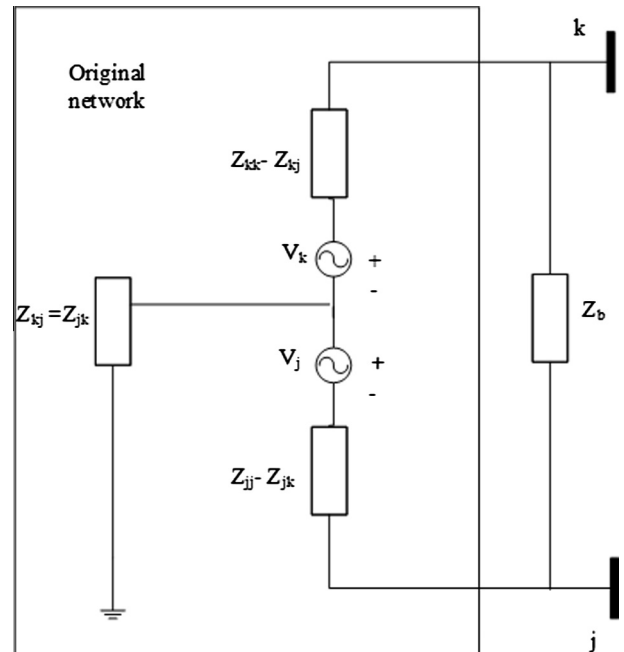 k
Original
network
Zkk- Zkj
Vk
+
-
Zkj =Zjk
Zb
Vj
+
-
Zjj- Zjk
j